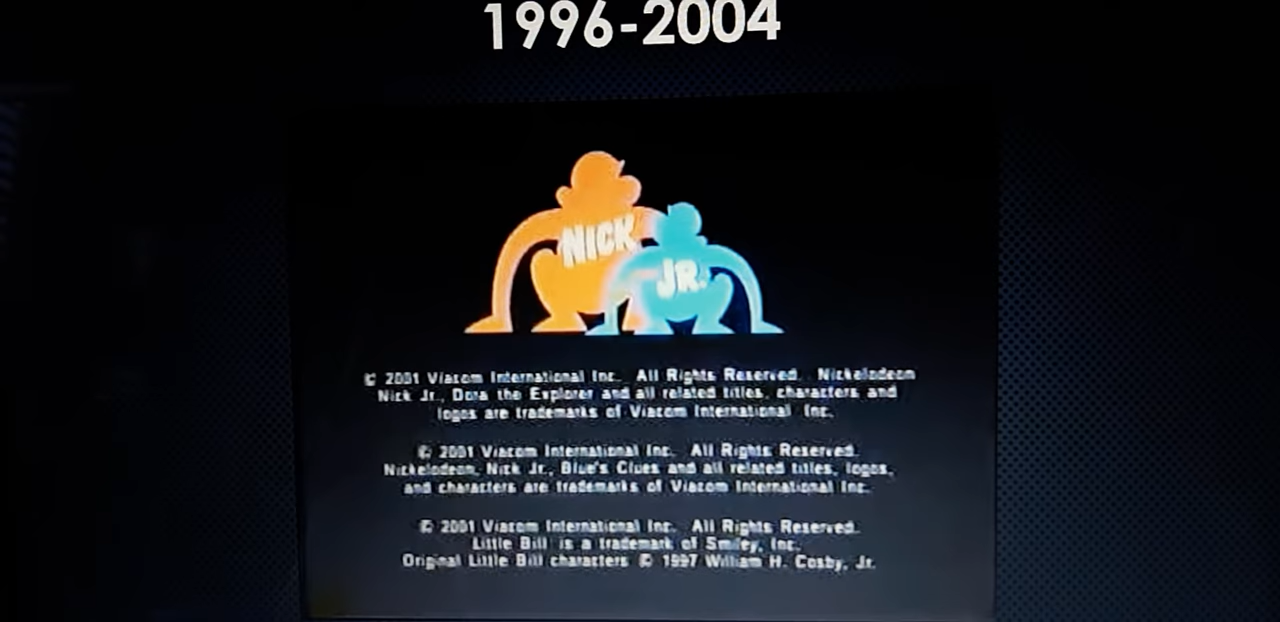 1996-2004
NICK
JR.
© 2001 Viacom International Inc. All Rights Reserved. Nickelodeon
Nick Jr., Dora the Explorer and all related titles, characters and
logos are trademarks of Viacom International Inc.
© 2001 Viacom International Inc. All Rights Reserved.
Nickelodeon, Nick Jr., Blue's Clues and all related titles, logos,
and characters are trademarks of Viacom International Inc.
© 2001 Viacom International Inc. All Rights Reserved.
Little Bill is a trademark of Smiley, Inc.
Original Little Bill characters © 1997 William H. Cosby, Jr.